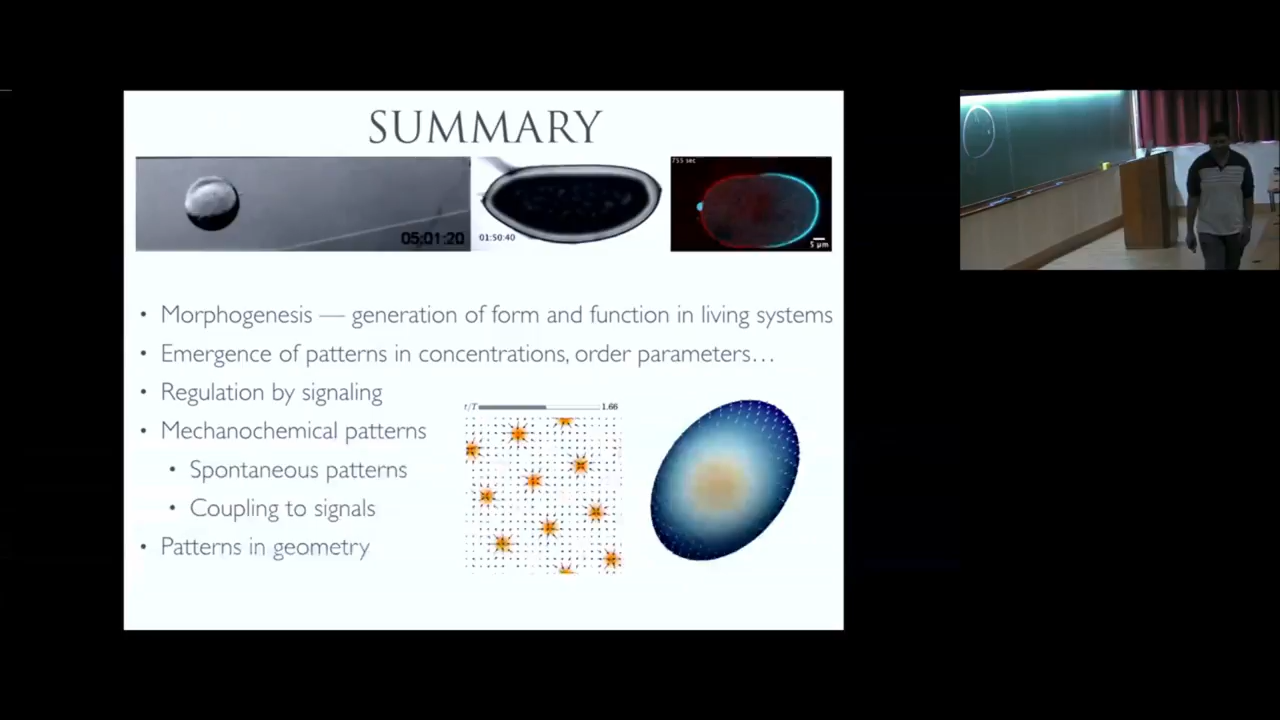 SUMMARY
05:01:20
01:50:40
755 sec
5 μm
• Morphogenesis — generation of form and function in living systems
• Emergence of patterns in concentrations, order parameters…
• Regulation by signaling
• Mechanochemical patterns
• Spontaneous patterns
• Coupling to signals
• Patterns in geometry
t/T 1.66